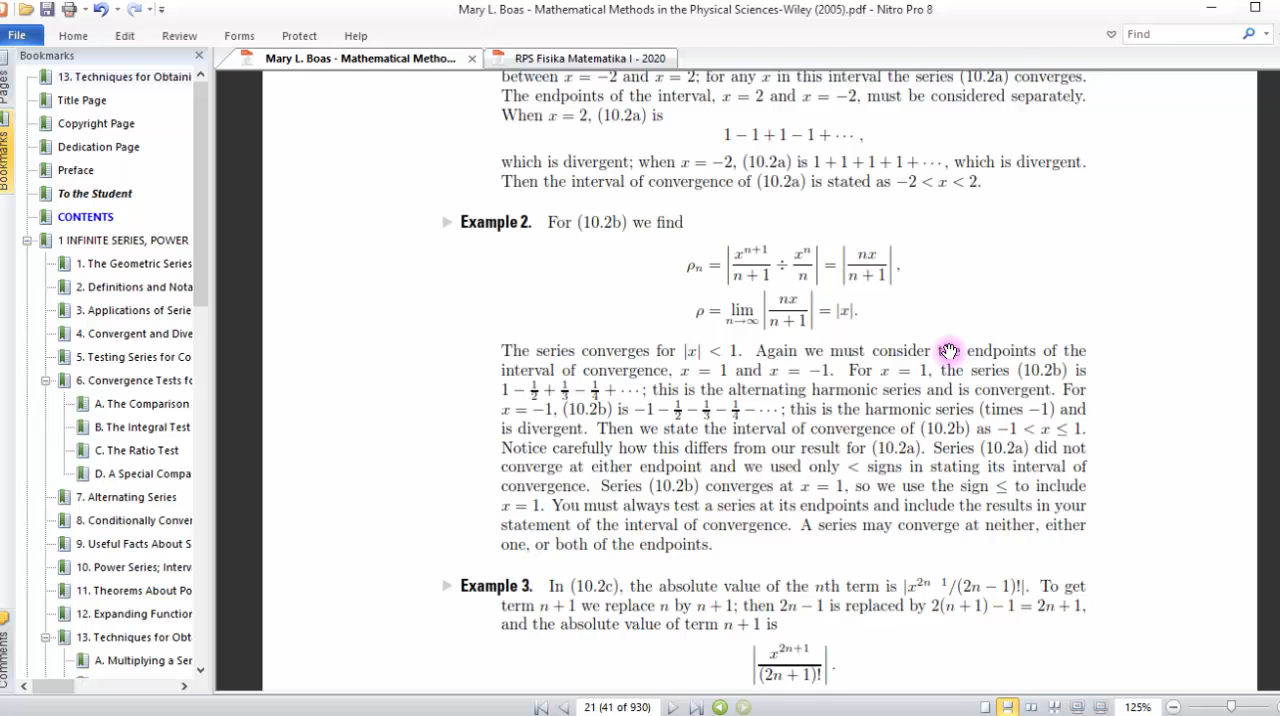 Mary L. Boas - Mathematical Methods in the Physical Sciences-Wiley (2005).pdf - Nitro Pro 8
File Home Edit Review Forms Protect Help Find
Bookmarks
Mary L. Boas - Mathematical Metho... RPS Fisika Matematika I - 2020
Pages
Bookmarks
Comments
13. Techniques for Obtaini
Title Page
Copyright Page
Dedication Page
Preface
To the Student
CONTENTS
1 INFINITE SERIES, POWER
1. The Geometric Series
2. Definitions and Nota
3. Applications of Serie
4. Convergent and Dive
5. Testing Series for Co
6. Convergence Tests fo
A. The Comparison
B. The Integral Test
C. The Ratio Test
D. A Special Compa
7. Alternating Series
8. Conditionally Conver
9. Useful Facts About S
10. Power Series; Interv
11. Theorems About Po
12. Expanding Function
13. Techniques for Obt
A. Multiplying a Ser
between x = −2 and x = 2; for any x in this interval the series (10.2a) converges.
The endpoints of the interval, x = 2 and x = −2, must be considered separately.
When x = 2, (10.2a) is
1 − 1 + 1 − 1 + ··· ,
which is divergent; when x = −2, (10.2a) is 1 + 1 + 1 + 1 + ··· , which is divergent.
Then the interval of convergence of (10.2a) is stated as −2 < x < 2.
Example 2. For (10.2b) we find
ρn = |x^{n+1}/(n + 1) ÷ x^n/n| = |nx/(n + 1)|,
ρ = lim n→∞ |nx/(n + 1)| = |x|.
The series converges for |x| < 1. Again we must consider endpoints of the
interval of convergence, x = 1 and x = −1. For x = 1, the series (10.2b) is
1 − 1/2 + 1/3 − 1/4 + ··· ; this is the alternating harmonic series and is convergent. For
x = −1, (10.2b) is −1 − 1/2 − 1/3 − 1/4 − ··· ; this is the harmonic series (times −1) and
is divergent. Then we state the interval of convergence of (10.2b) as −1 < x ≤ 1.
Notice carefully how this differs from our result for (10.2a). Series (10.2a) did not
converge at either endpoint and we used only < signs in stating its interval of
convergence. Series (10.2b) converges at x = 1, so we use the sign ≤ to include
x = 1. You must always test a series at its endpoints and include the results in your
statement of the interval of convergence. A series may converge at neither, either
one, or both of the endpoints.
Example 3. In (10.2c), the absolute value of the nth term is |x^{2n 1}/(2n − 1)!|. To get
term n + 1 we replace n by n + 1; then 2n − 1 is replaced by 2(n + 1) − 1 = 2n + 1,
and the absolute value of term n + 1 is
|x^{2n+1}/(2n + 1)!| .
21 (41 of 930) 125%